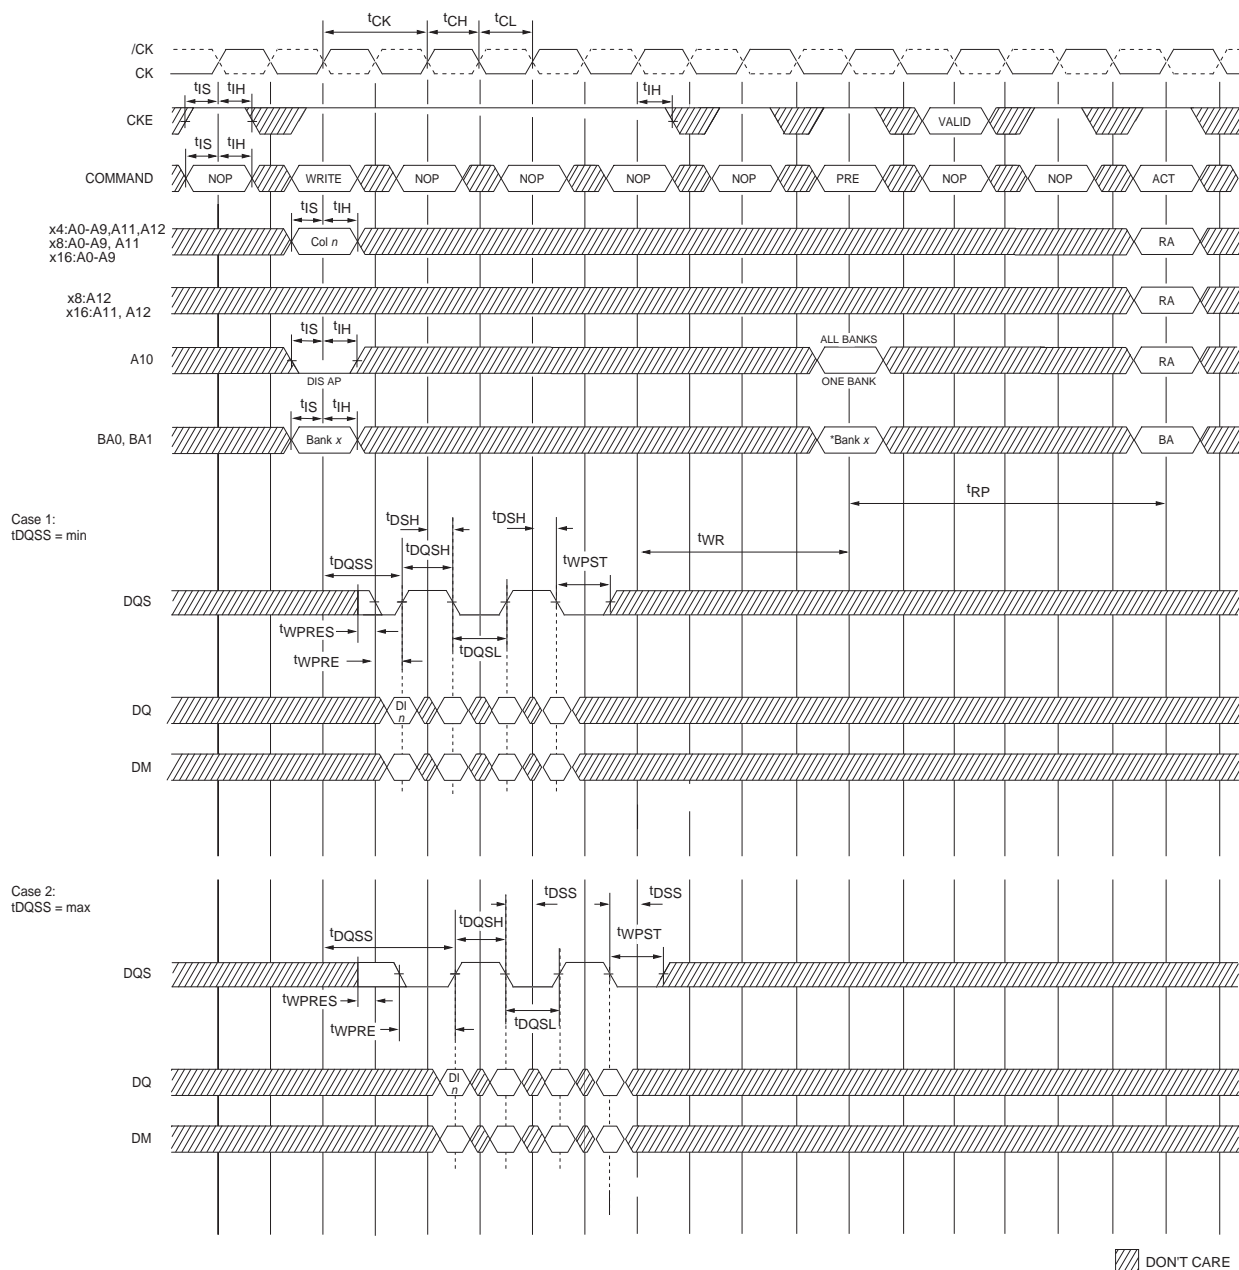 tCK tCH tCL
/CK
CK
tIS tIH tIH
CKE VALID
tIS tIH
COMMAND NOP WRITE NOP NOP NOP NOP PRE NOP NOP ACT
tIS tIH
x4:A0-A9,A11,A12
x8:A0-A9, A11
x16:A0-A9
Col n RA
x8:A12
x16:A11, A12
RA
tIS tIH ALL BANKS
A10 RA
DIS AP ONE BANK
tIS tIH
BA0, BA1 Bank x *Bank x BA
tRP
Case 1:
tDQSS = min
tDSH tDSH
tDQSH tWR
tDQSS tWPST
DQS
tWPRES
tDQSL
tWPRE
DQ DI
n
DM
Case 2:
tDQSS = max
tDSS tDSS
tDQSH
tDQSS tWPST
DQS
tWPRES
tDQSL
tWPRE
DQ DI
n
DM
DON'T CARE